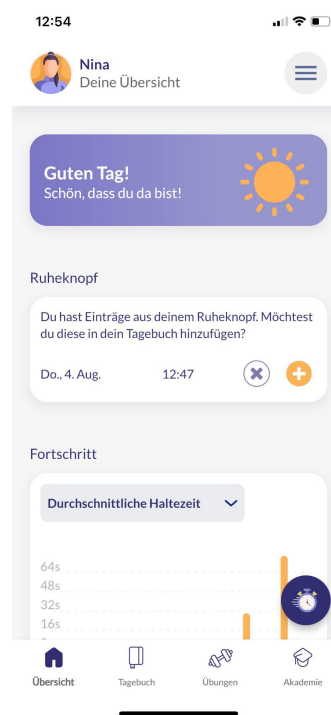 12:54
Nina
Deine Übersicht
Guten Tag!
Schön, dass du da bist!
Ruheknopf
Du hast Einträge aus deinem Ruheknopf. Möchtest
du diese in dein Tagebuch hinzufügen?
Do., 4. Aug. 12:47
Fortschritt
Durchschnittliche Haltezeit
64s
48s
32s
16s
Übersicht Tagebuch Übungen Akademie